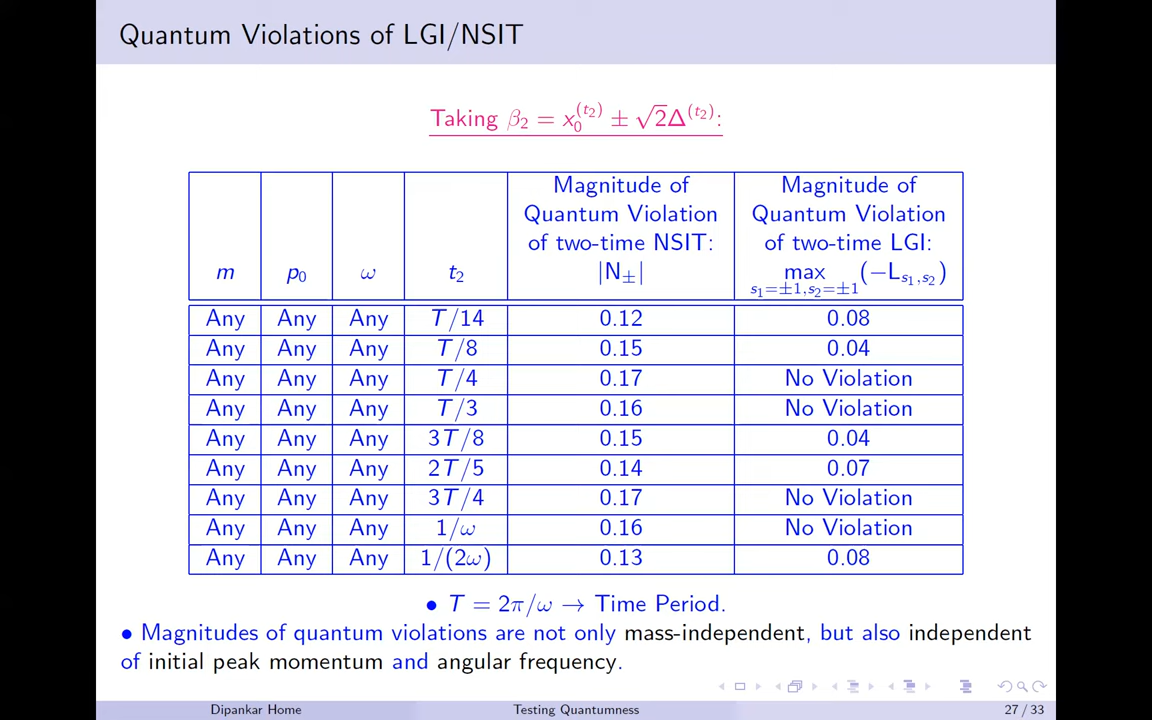 Quantum Violations of LGI/NSIT
Taking β₂ = x₀^(t₂) ± √2Δ^(t₂):
m p₀ ω t₂ Magnitude of Quantum Violation of two-time NSIT: |N±| Magnitude of Quantum Violation of two-time LGI: max s₁=±1,s₂=±1 (−L s₁,s₂)
Any Any Any T/14 0.12 0.08
Any Any Any T/8 0.15 0.04
Any Any Any T/4 0.17 No Violation
Any Any Any T/3 0.16 No Violation
Any Any Any 3T/8 0.15 0.04
Any Any Any 2T/5 0.14 0.07
Any Any Any 3T/4 0.17 No Violation
Any Any Any 1/ω 0.16 No Violation
Any Any Any 1/(2ω) 0.13 0.08
• T = 2π/ω → Time Period.
• Magnitudes of quantum violations are not only mass-independent, but also independent
of initial peak momentum and angular frequency.
Dipankar Home Testing Quantumness 27 / 33